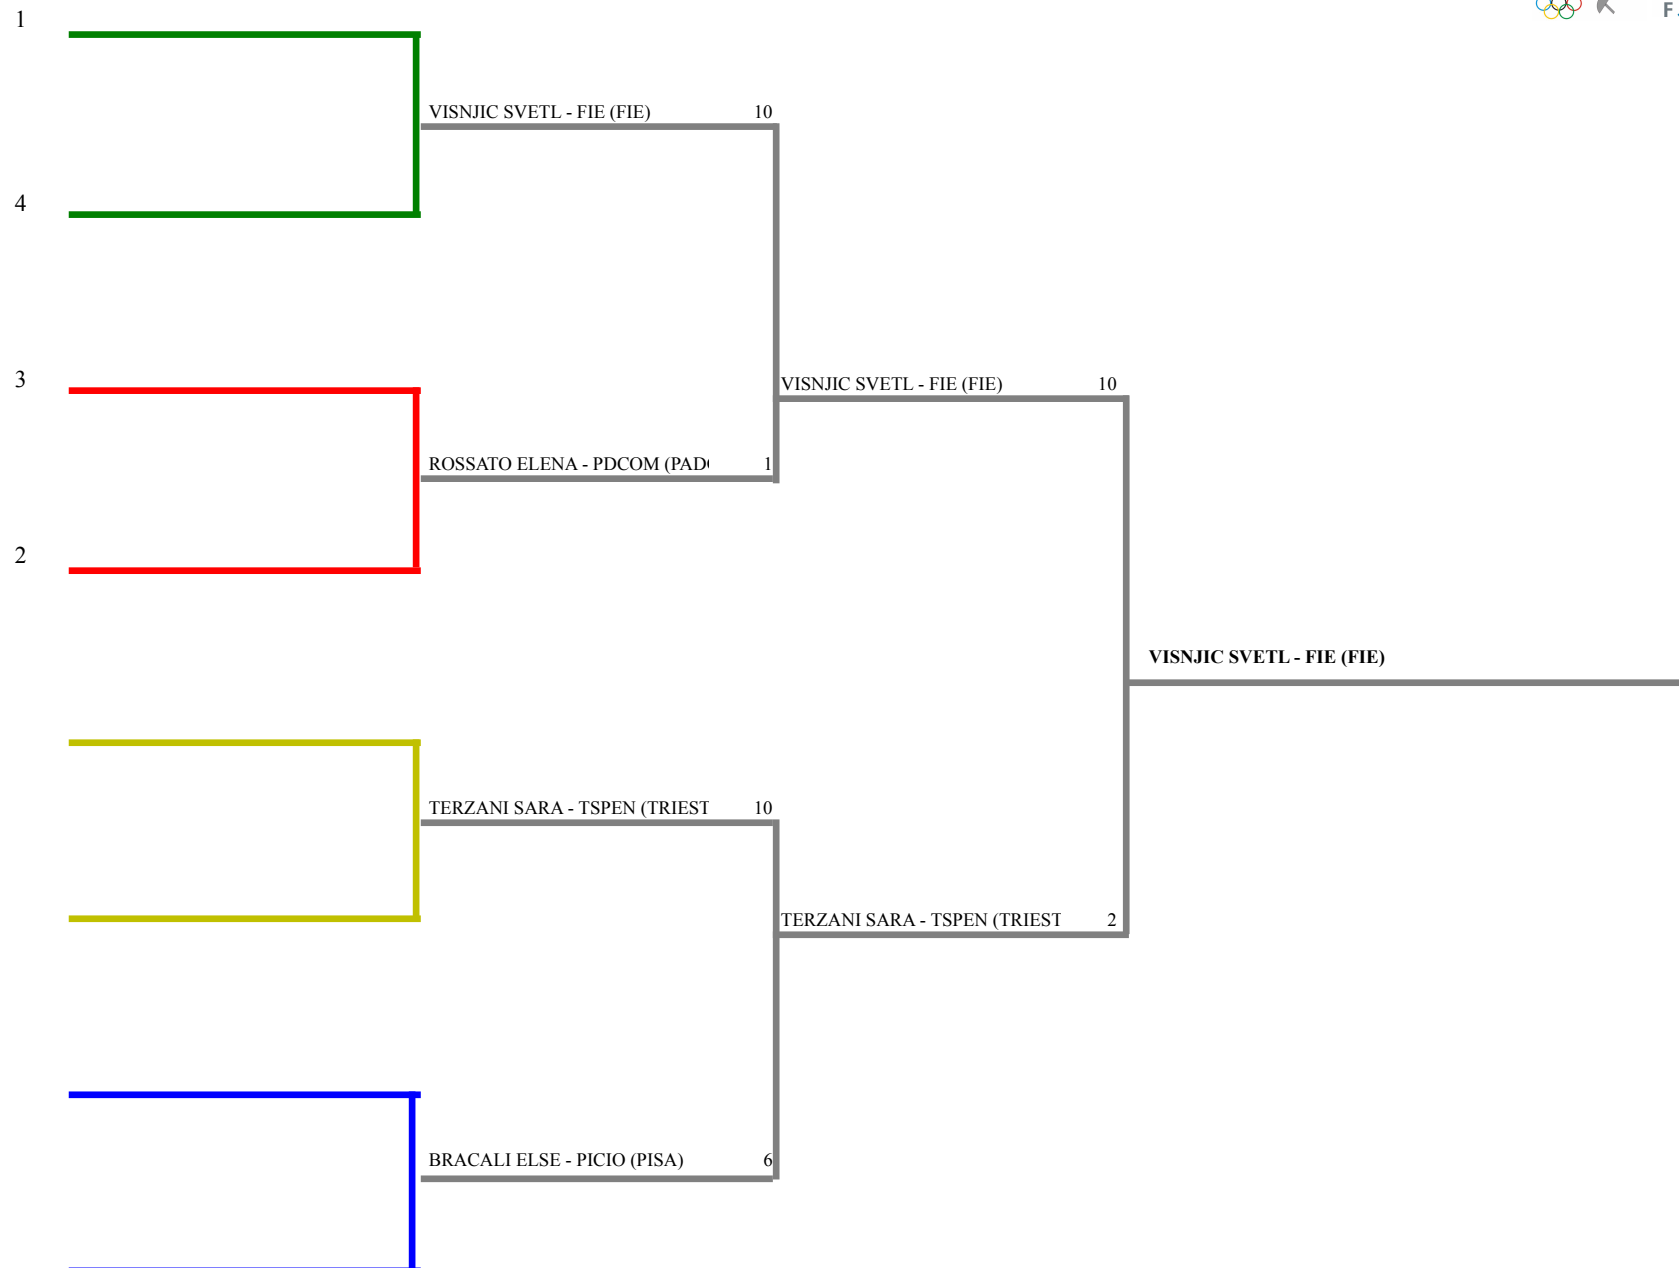 1
VISNJIC SVETL - FIE (FIE) 10
4
3
VISNJIC SVETL - FIE (FIE) 10
ROSSATO ELENA - PDCOM (PAD 1
2
VISNJIC SVETL - FIE (FIE)
TERZANI SARA - TSPEN (TRIEST 10
TERZANI SARA - TSPEN (TRIEST 2
BRACALI ELSE - PICIO (PISA) 6